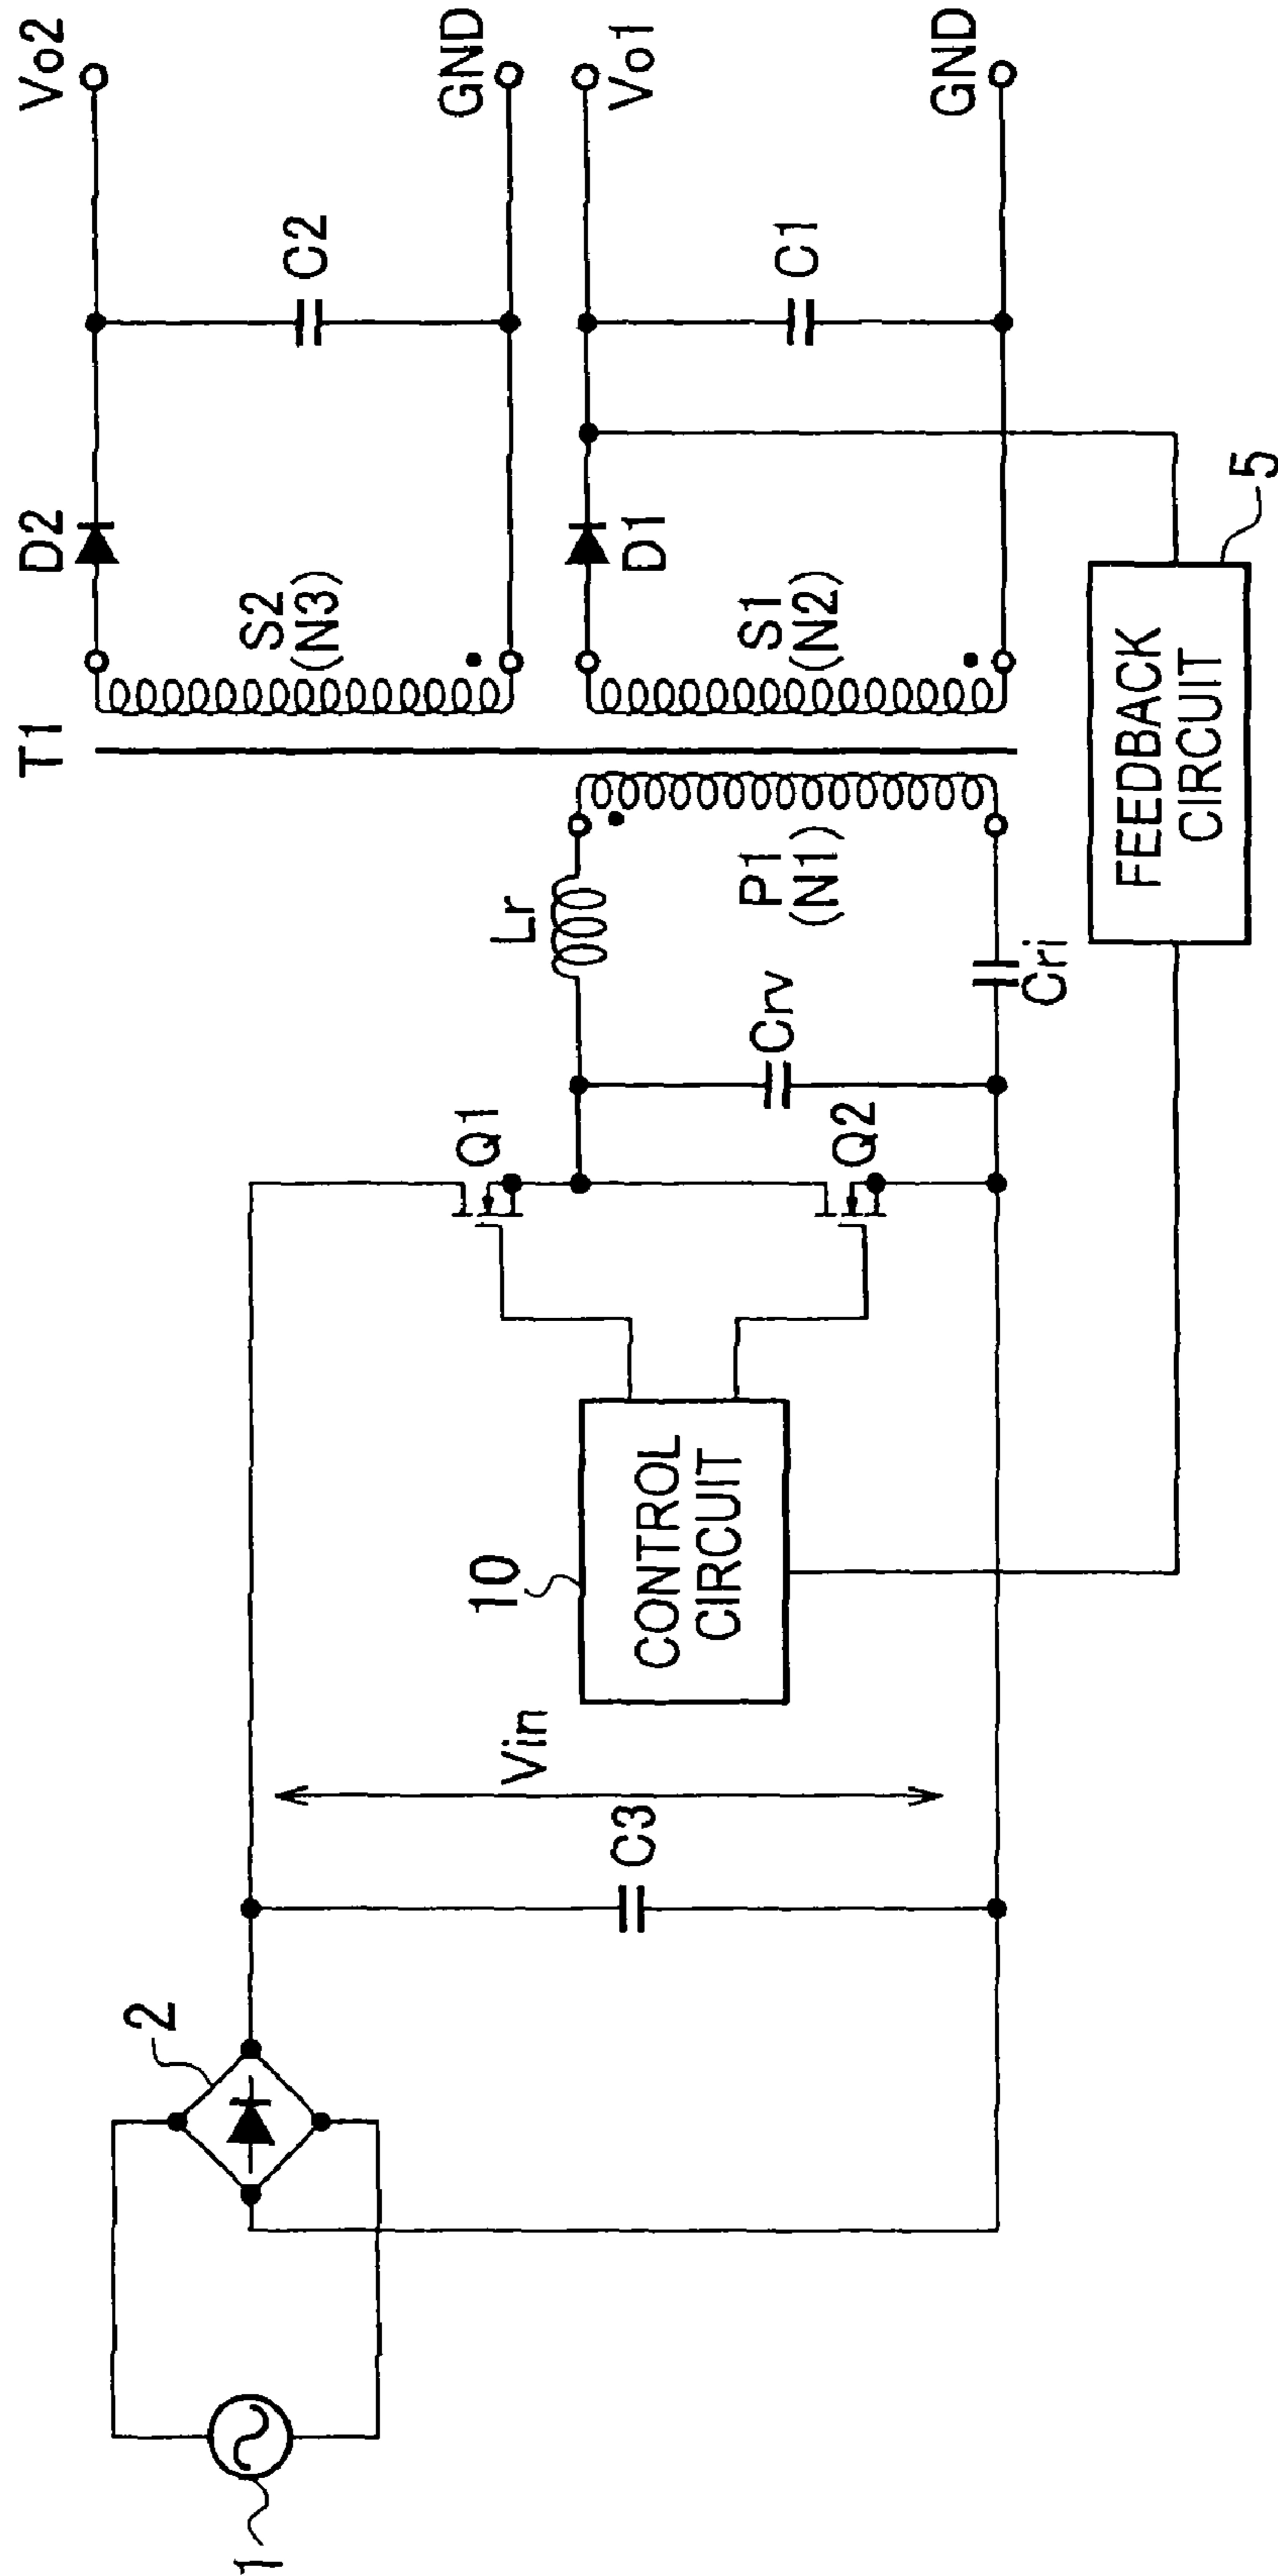 T1
D2
Vo2
C2
S2
(N3)
GND
Lr
Q1
D1
Vo1
Crv
P1
(N1)
S1
(N2)
C1
Q2
Cri
GND
1
2
C3
Vin
10
CONTROL
CIRCUIT
FEEDBACK
CIRCUIT
5